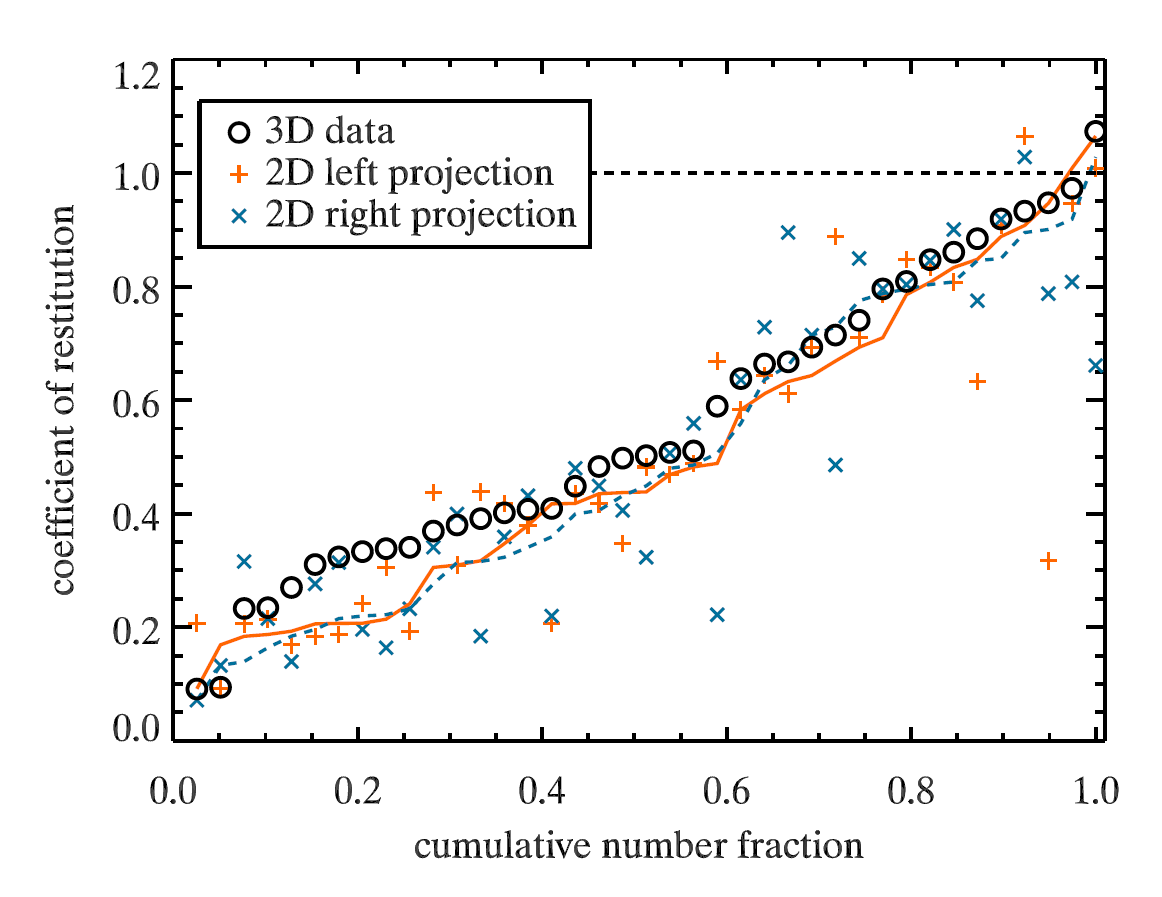 1.2
1.0
0.8
0.6
0.4
0.2
0.0
coefficient of restitution
3D data
2D left projection
2D right projection
0.0 0.2 0.4 0.6 0.8 1.0
cumulative number fraction